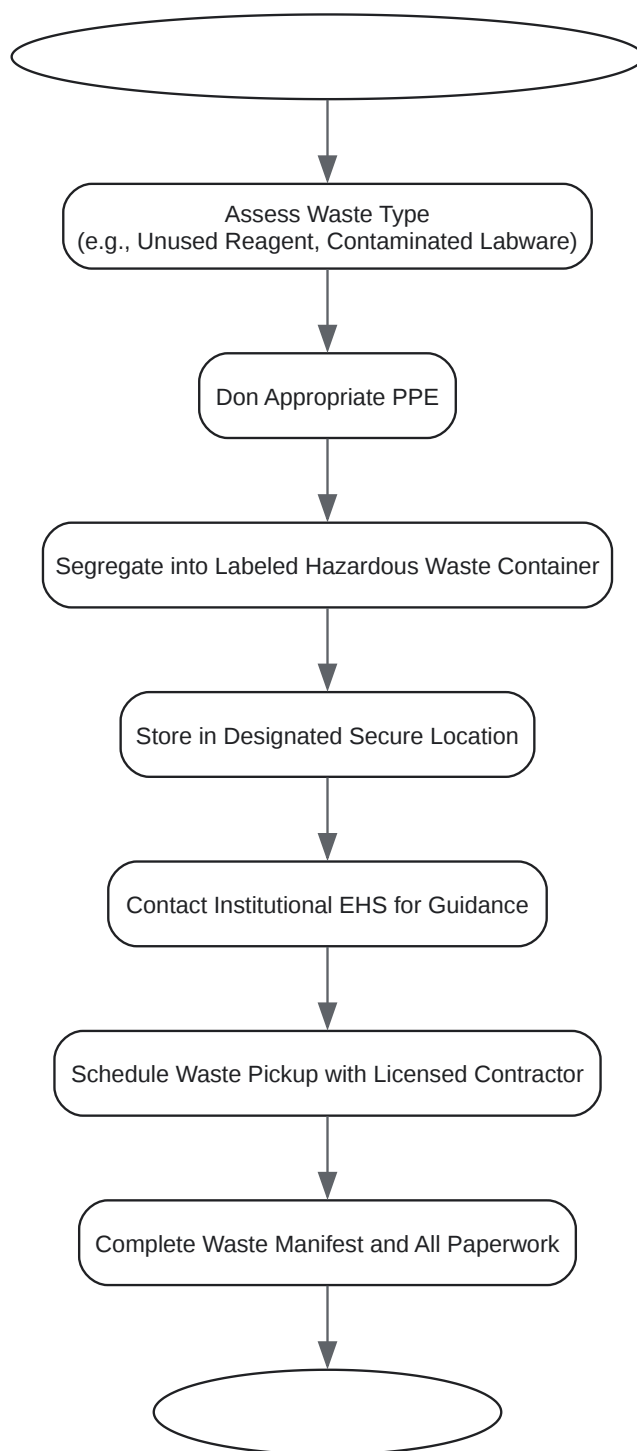 Assess Waste Type
(e.g., Unused Reagent, Contaminated Labware)
Don Appropriate PPE
Segregate into Labeled Hazardous Waste Container
Store in Designated Secure Location
Contact Institutional EHS for Guidance
Schedule Waste Pickup with Licensed Contractor
Complete Waste Manifest and All Paperwork